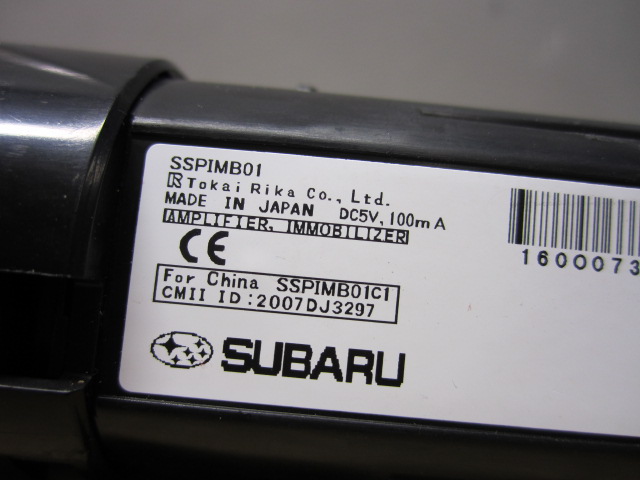 SSPIMB01
Tokai Rika Co., Ltd.
MADE IN JAPAN DC5V, 100mA
AMPLIFIER, IMMOBILIZER
CE
1600073
For China SSPIMB01C1
CMII ID:2007DJ3297
SUBARU